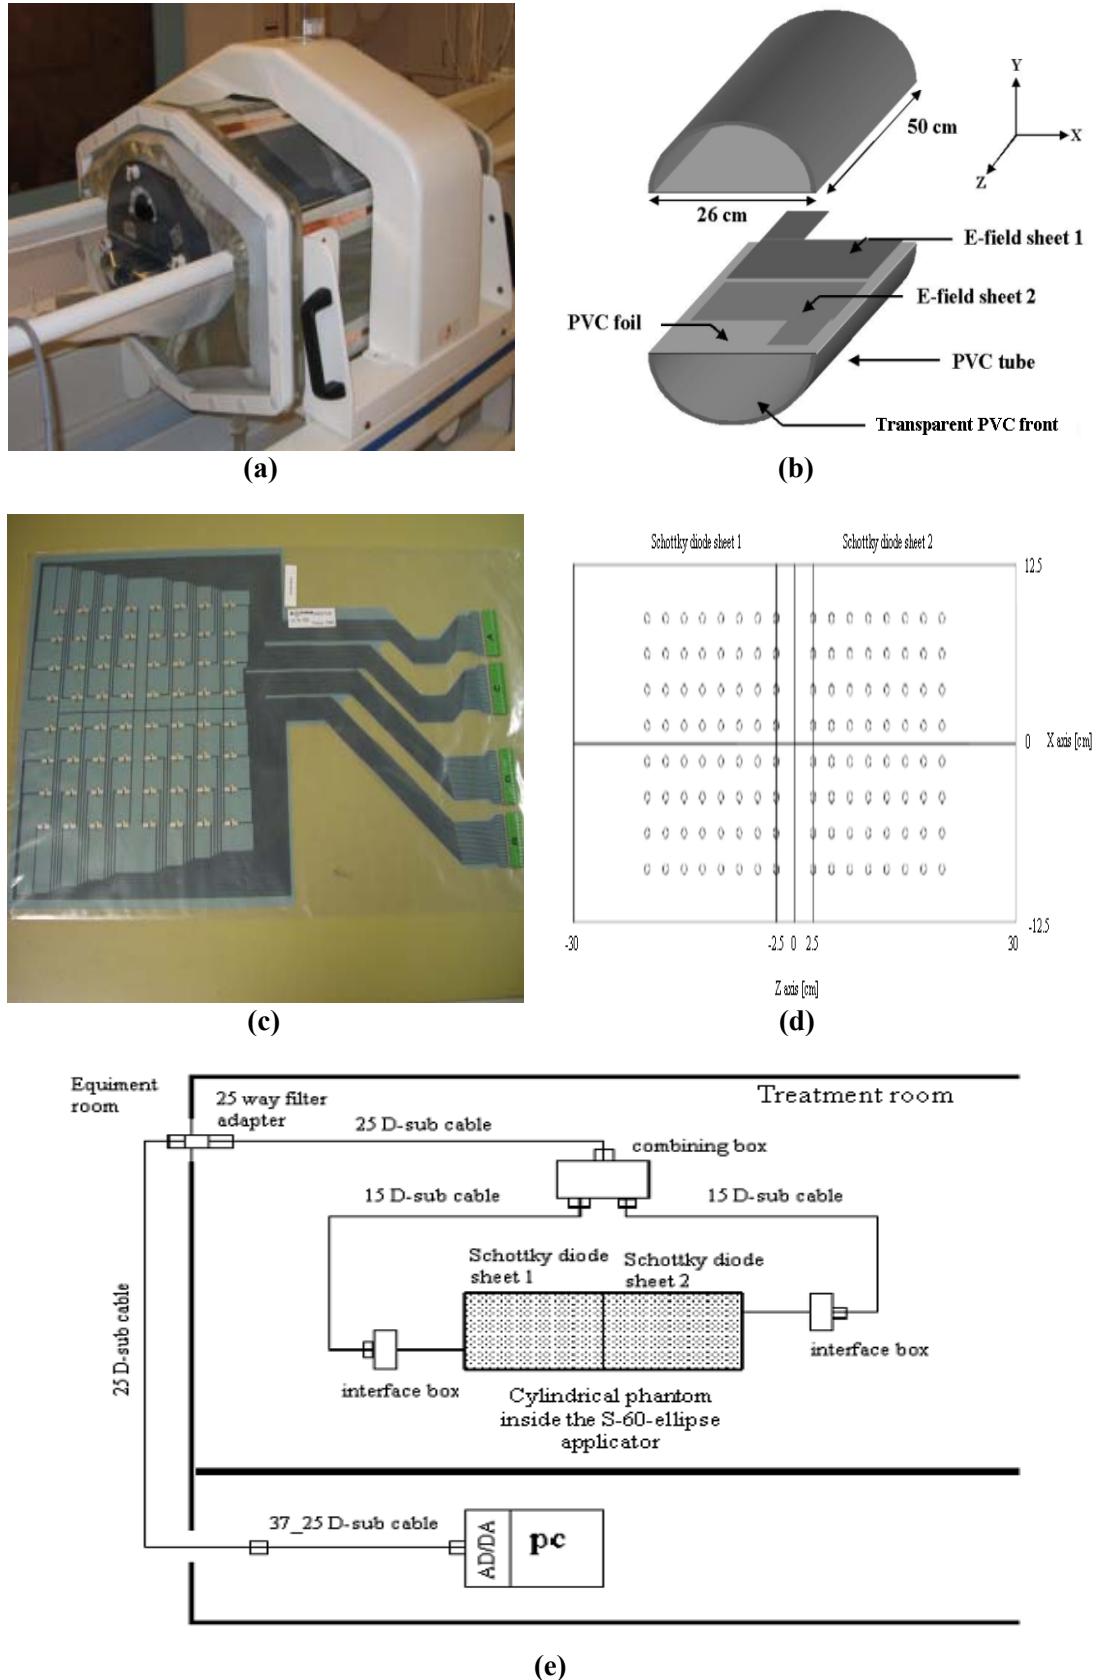 (a)
Y
X
Z
50 cm
26 cm
E-field sheet 1
E-field sheet 2
PVC foil
PVC tube
Transparent PVC front
(b)
A
C
D
B
(c)
Schottky diode sheet 1
Schottky diode sheet 2
12.5
0
X axis [cm]
-12.5
-30
-2.5
0
2.5
30
Z axis [cm]
(d)
Equiment
room
25 way filter
adapter
Treatment room
25 D-sub cable
combining box
15 D-sub cable
15 D-sub cable
Schottky diode
sheet 1
Schottky diode
sheet 2
25 D-sub cable
interface box
interface box
Cylindrical phantom
inside the S-60-ellipse
applicator
37_25 D-sub cable
AD/DA
pc
(e)